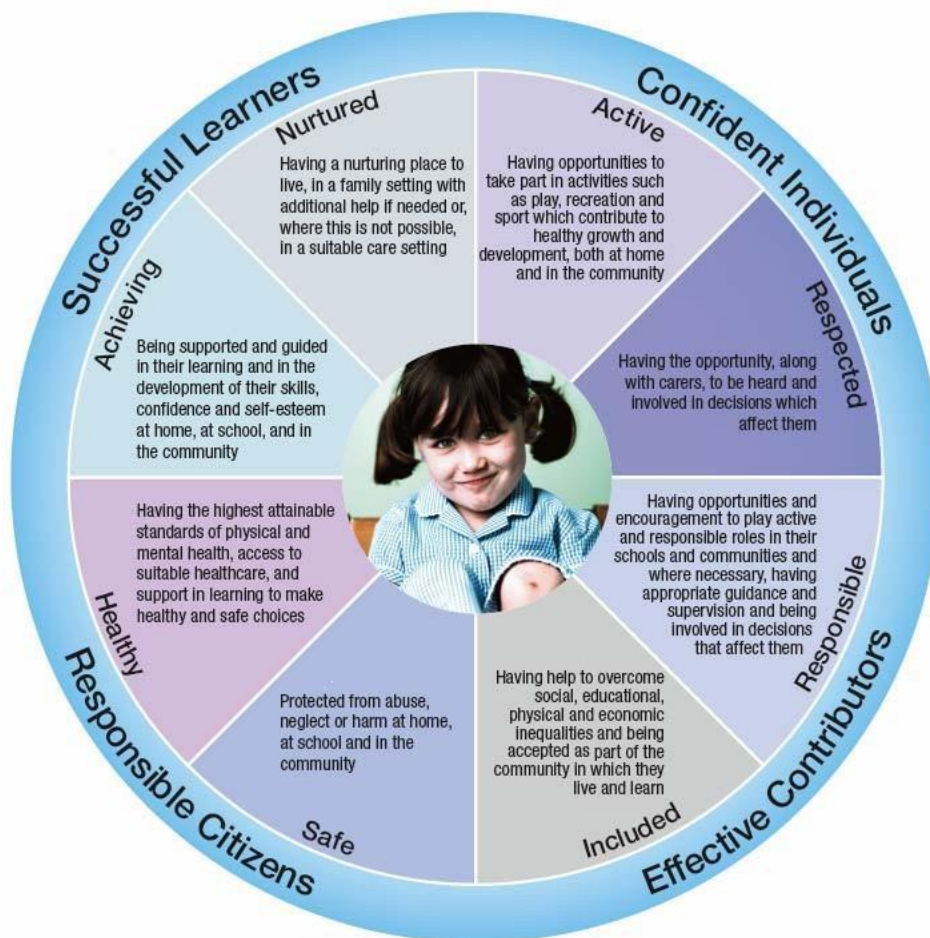 Successful Learners
Confident Individuals
Nurtured
Having a nurturing place to
live, in a family setting with
additional help if needed or,
where this is not possible,
in a suitable care setting
Active
Having opportunities to
take part in activities such
as play, recreation and
sport which contribute to
healthy growth and
development, both at home
and in the community
Achieving
Being supported and guided
in their learning and in the
development of their skills,
confidence and self-esteem
at home, at school, and in
the community
Respected
Having the opportunity, along
with carers, to be heard and
involved in decisions which
affect them
Healthy
Having the highest attainable
standards of physical and
mental health, access to
suitable healthcare, and
support in learning to make
healthy and safe choices
Responsible
Having opportunities and
encouragement to play active
and responsible roles in their
schools and communities and
where necessary, having
appropriate guidance and
supervision and being
involved in decisions
that affect them
Protected from abuse,
neglect or harm at home,
at school and in the
community
Safe
Having help to overcome
social, educational,
physical and economic
inequalities and being
accepted as part of the
community in which they
live and learn
Included
Responsible Citizens
Effective Contributors